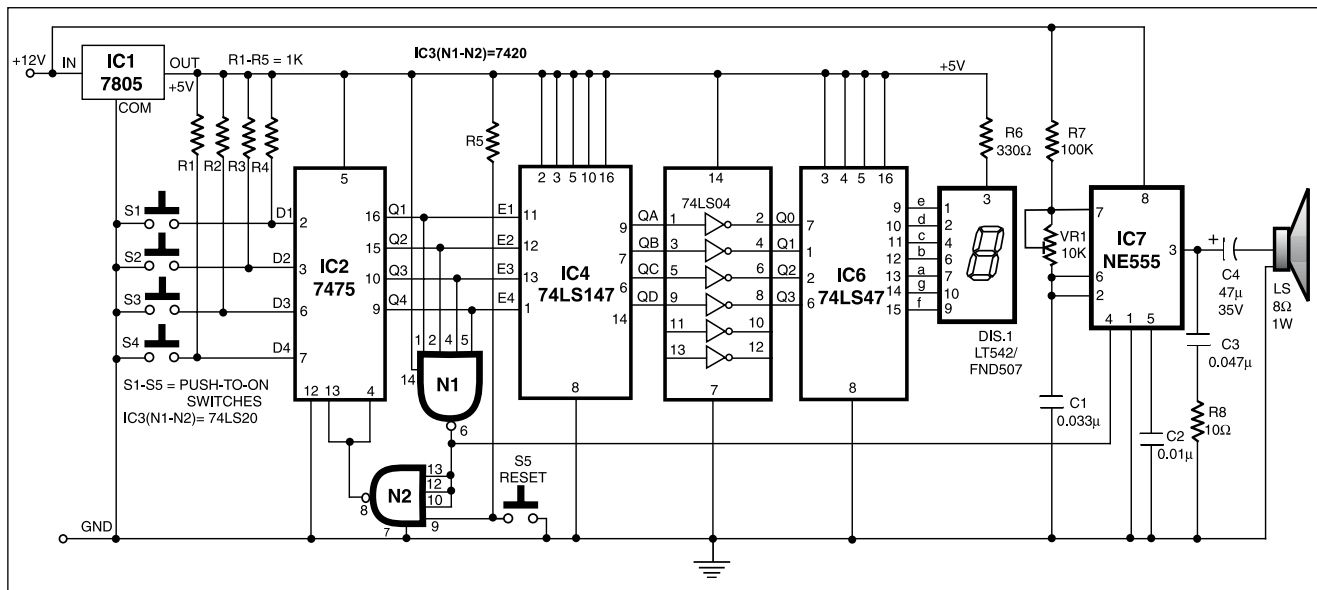 +12V
IN
IC1
7805
OUT
+5V
COM
R1-R5 = 1K
IC3(N1-N2)=7420
+5V
R1
R2
R3
R4
R5
R6
330Ω
R7
100K
S1
S2
S3
S4
D1
D2
D3
D4
2
3
6
7
5
IC2
7475
16
15
10
9
12
13
4
Q1
Q2
Q3
Q4
E1
E2
E3
E4
1
2
4
5
14
N1
6
13
12
10
9
N2
8
7
S5
RESET
S1-S5 = PUSH-TO-ON
SWITCHES
IC3(N1-N2)= 74LS20
GND
2
3
5
10
16
11
12
13
1
IC4
74LS147
9
7
6
14
8
QA
QB
QC
QD
14
74LS04
1
2
3
4
5
6
9
8
11
10
13
12
7
Q0
Q1
Q2
Q3
3
4
5
16
7
1
2
6
IC6
74LS47
9
10
11
12
13
14
15
8
e
d
c
b
a
g
f
3
1
2
4
6
7
10
9
DIS.1
LT542/
FND507
VR1
10K
7
8
6
2
IC7
NE555
3
4
1
5
C1
0.033µ
C2
0.01µ
C3
0.047µ
R8
10Ω
+
C4
47µ
35V
LS
8Ω
1W